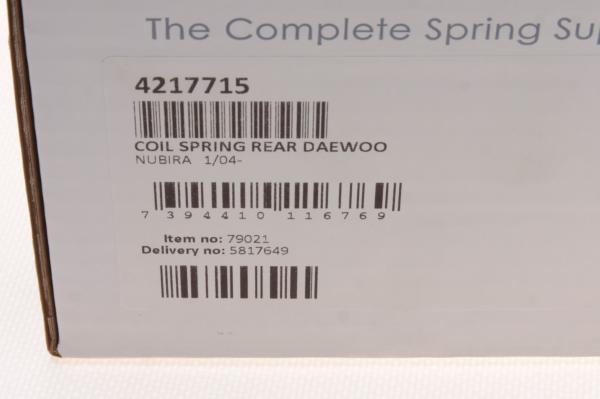 The Complete Spring Sup
4217715
COIL SPRING REAR DAEWOO
NUBIRA 1/04-
7 394410 116769
Item no: 79021
Delivery no: 5817649